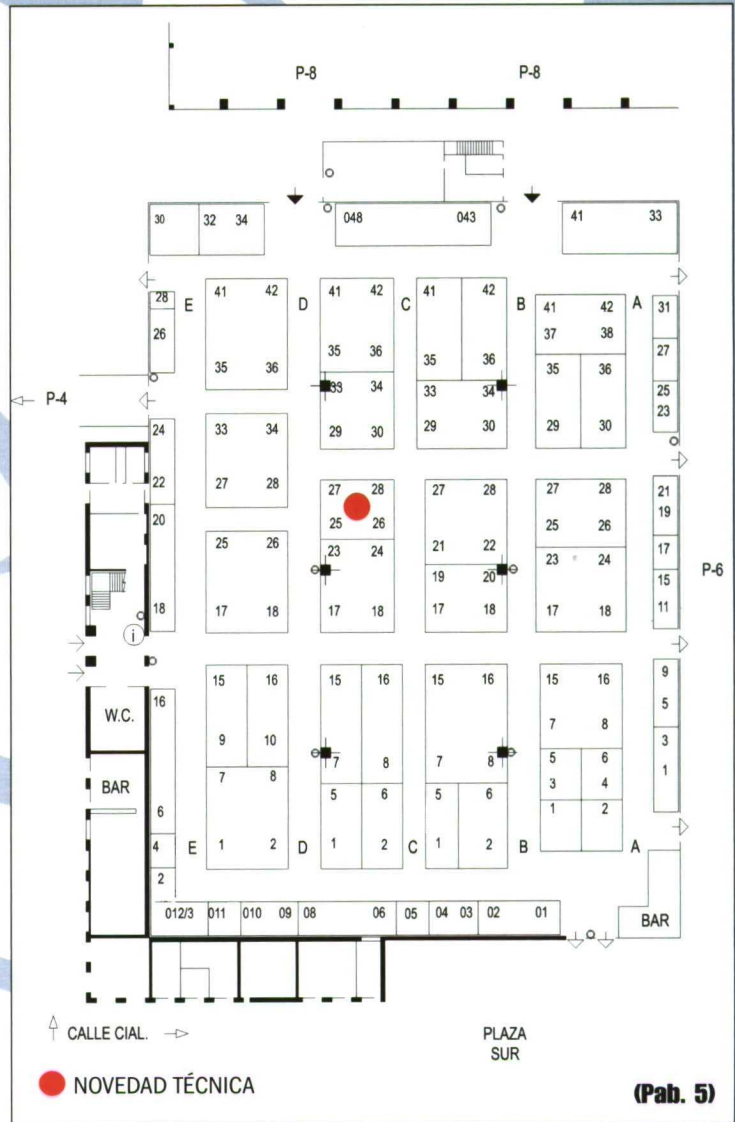 P-8 P-8
30 32 34 048 043 41 33
28 E 41 42 D 41 42 C 41 42 B 41 42 A 31
26 37 38 27
35 36 35 36 35 36 35 36 25
P-4 33 34 33 34 23
24 33 34 29 30 29 30 29 30
22 27 28 27 28 27 28 27 28 21
20 25 26 21 22 25 26 19
25 26 23 24 19 20 23 24 17 P-6
18 17 18 17 18 17 18 17 18 15
i 11
16 15 16 15 16 15 16 15 16 9
W.C. 9 10 7 8 7 8 7 8 5
BAR 7 8 5 6 5 6 5 6 3
6 3 4 1
4 E 1 2 D 1 2 C 1 2 B 1 2 A
2
012/3 011 010 09 08 06 05 04 03 02 01 BAR
CALLE CIAL. PLAZA
SUR
NOVEDAD TÉCNICA (Pab. 5)